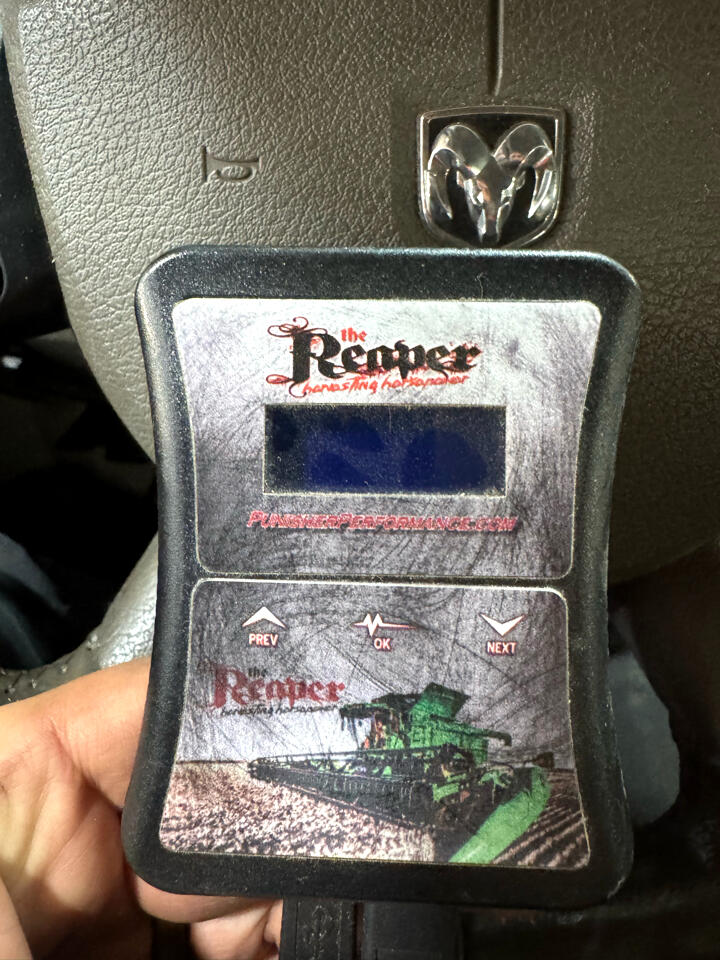 the
Reaper
harvesting horsepower
PUNISHERPERFORMANCE.COM
PREV
OK
NEXT
the
Reaper
harvesting horsepower